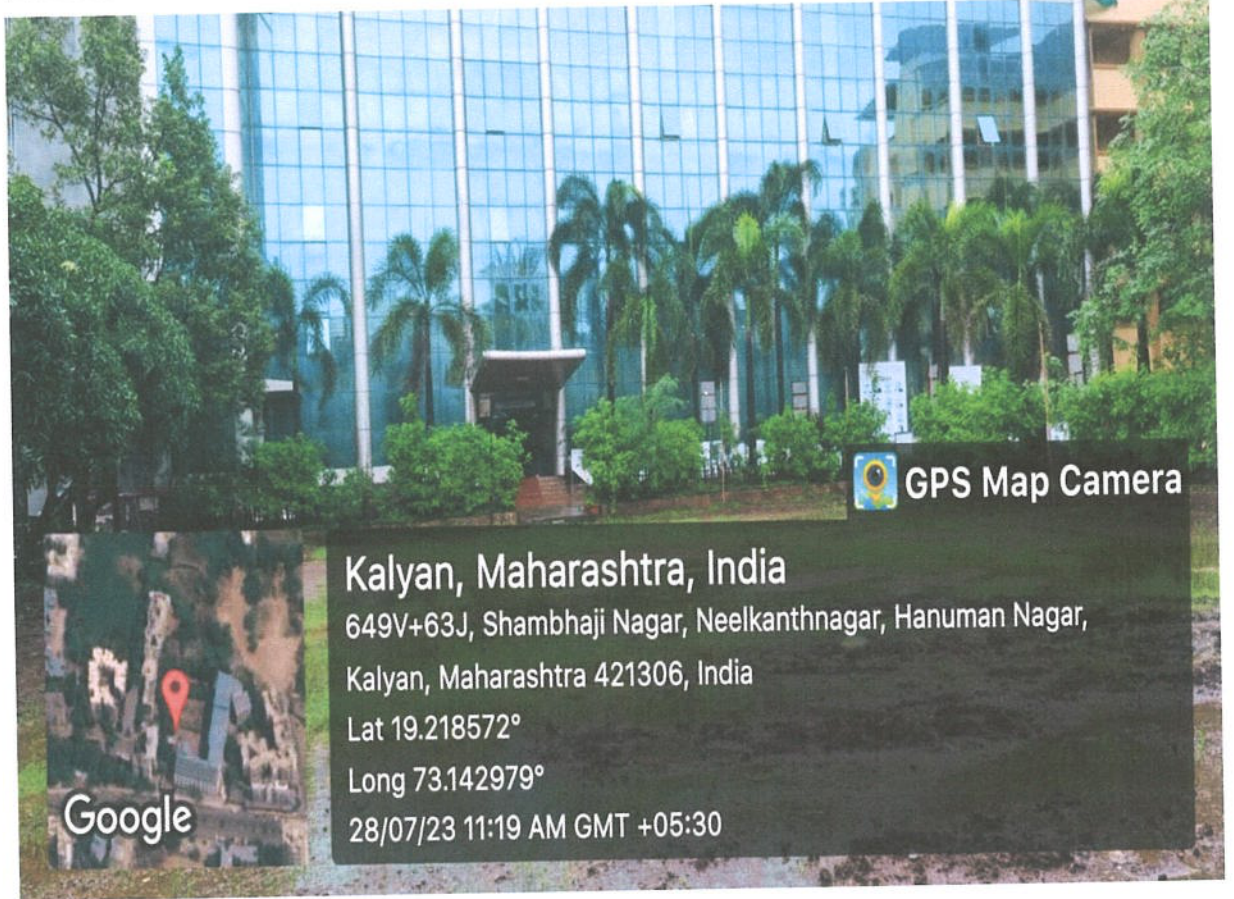 GPS Map Camera
Kalyan, Maharashtra, India
649V+63J, Shambhaji Nagar, Neelkanthnagar, Hanuman Nagar,
Kalyan, Maharashtra 421306, India
Lat 19.218572°
Long 73.142979°
28/07/23 11:19 AM GMT +05:30
Google